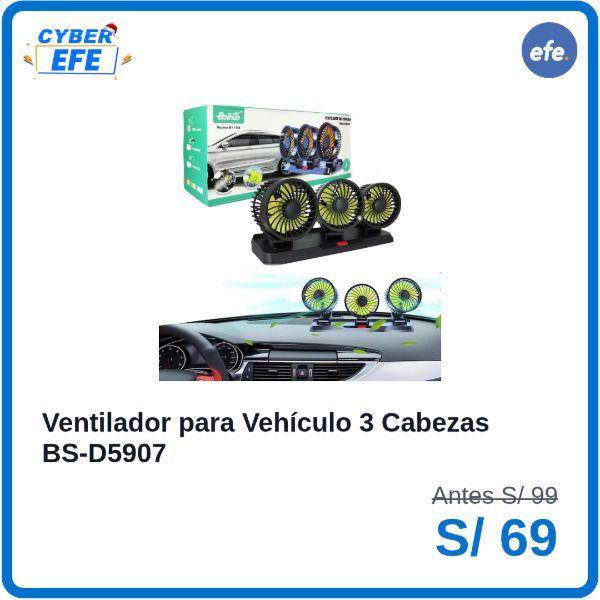 CYBER
EFE
efe.
Ventilador para Vehículo 3 Cabezas
BS-D5907
Antes S/ 99
S/ 69